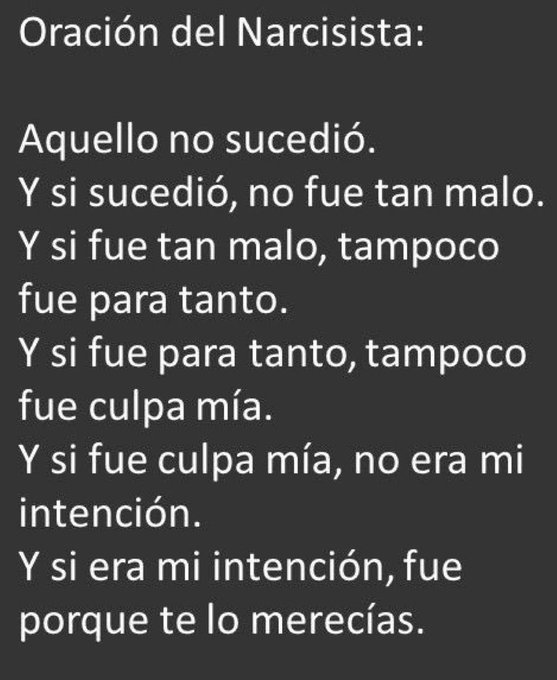 Oración del Narcisista:
Aquello no sucedió.
Y si sucedió, no fue tan malo.
Y si fue tan malo, tampoco
fue para tanto.
Y si fue para tanto, tampoco
fue culpa mía.
Y si fue culpa mía, no era mi
intención.
Y si era mi intención, fue
porque te lo merecías.